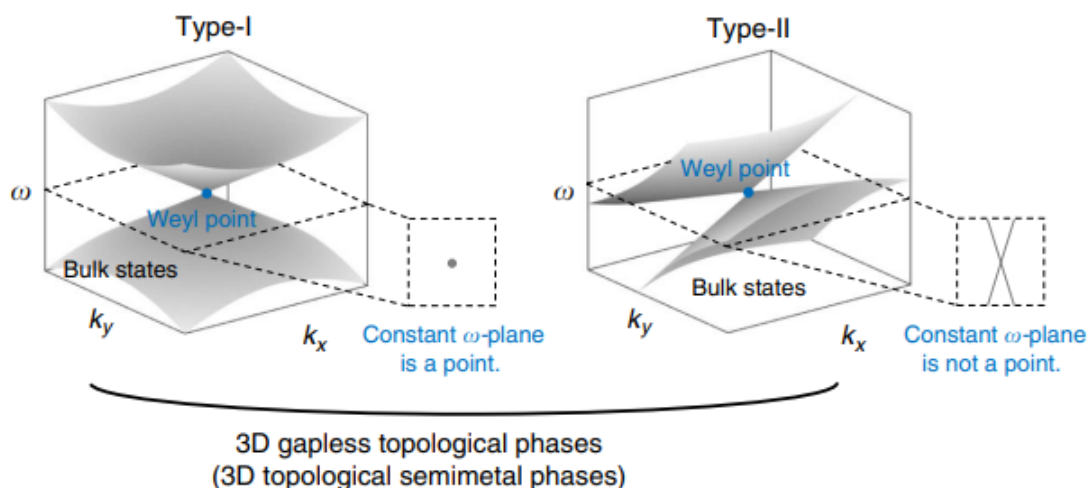 Type-I
Type-II
ω
Weyl point
Bulk states
k_y
k_x
Constant ω-plane
is a point.
ω
Weyl point
Bulk states
k_y
k_x
Constant ω-plane
is not a point.
3D gapless topological phases
(3D topological semimetal phases)